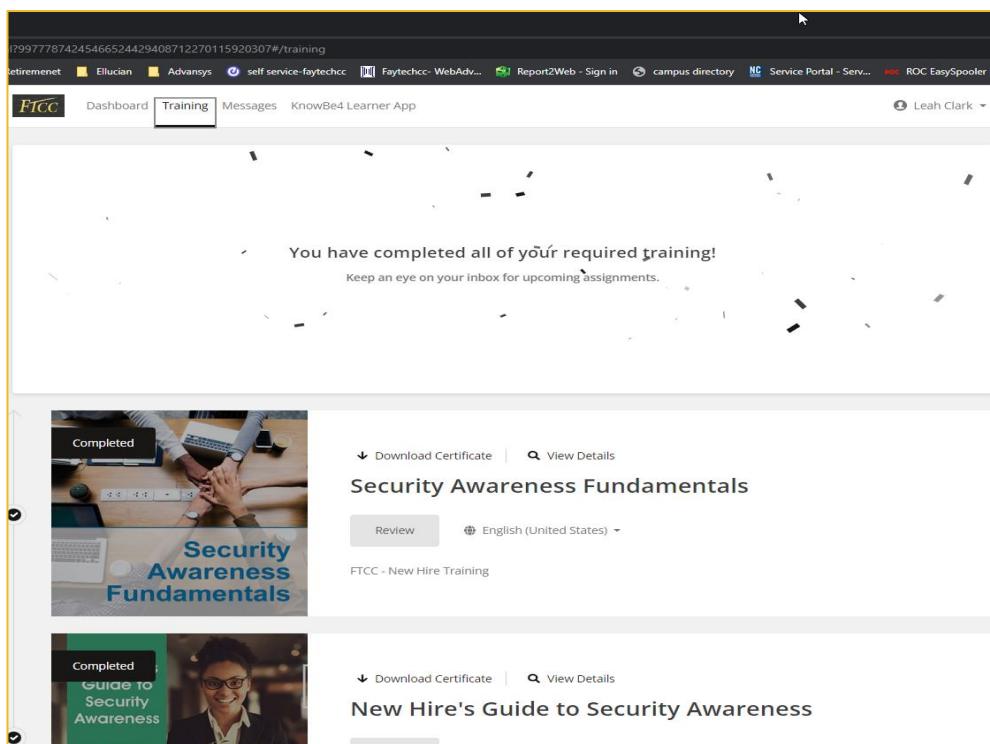 !?99777874245466524429408712270115920307#/training
etiremenet Ellucian Advansys self service-faytechcc Faytechcc- WebAdv... Report2Web - Sign in campus directory Service Portal - Serv... ROC EasySpooler
FTCC Dashboard Training Messages KnowBe4 Learner App Leah Clark
You have completed all of your required training!
Keep an eye on your inbox for upcoming assignments.
Completed
Security
Awareness
Fundamentals
Download Certificate View Details
Security Awareness Fundamentals
Review English (United States)
FTCC - New Hire Training
Completed
Guide to
Security
Awareness
Download Certificate View Details
New Hire's Guide to Security Awareness